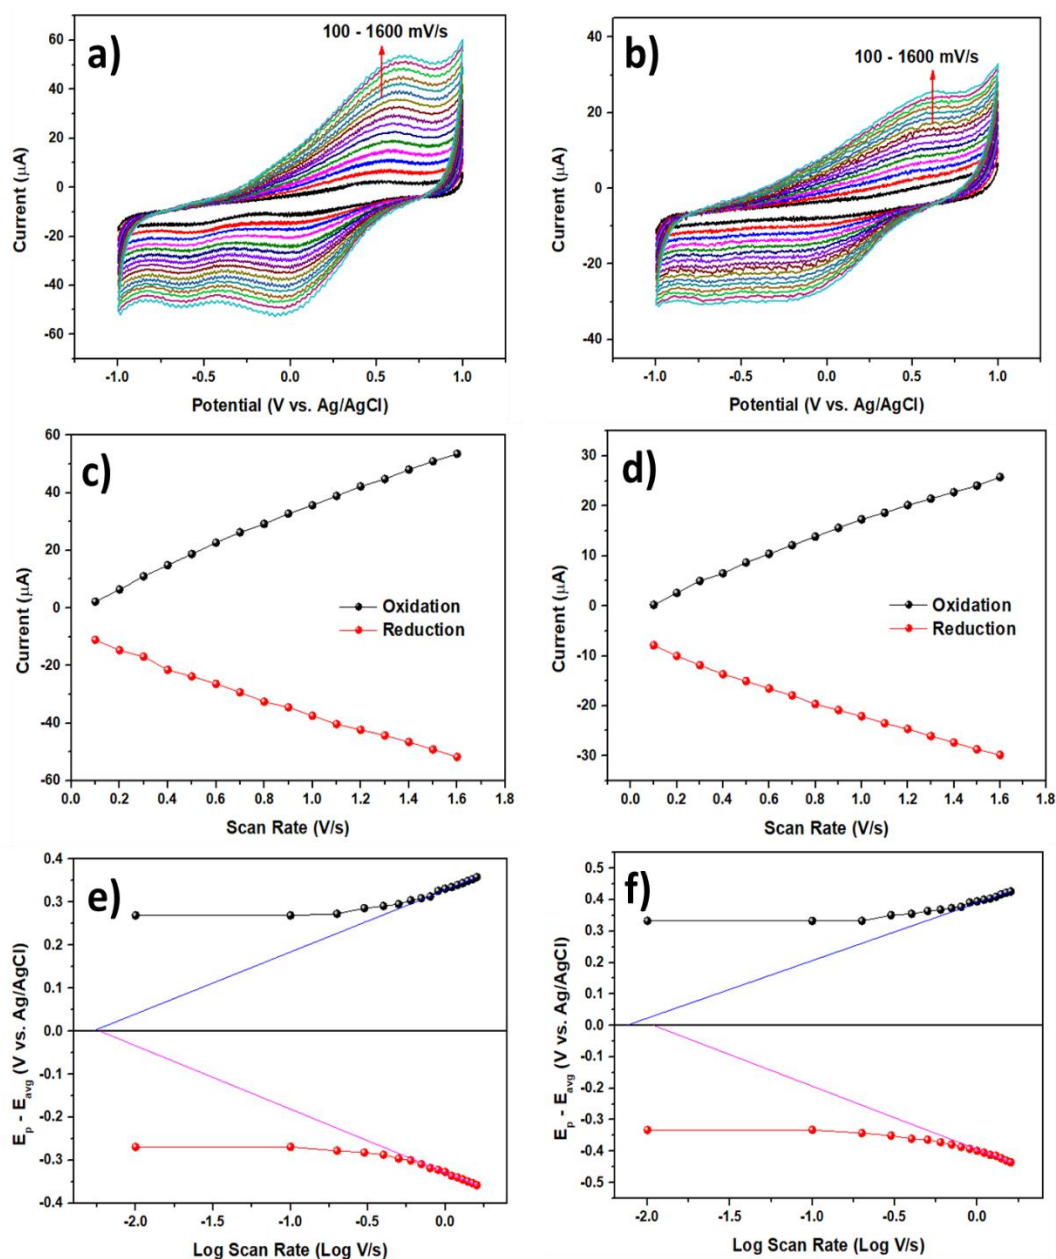 a)
100 - 1600 mV/s
Current (μA)
60
40
20
0
-20
-40
-60
-1.0 -0.5 0.0 0.5 1.0
Potential (V vs. Ag/AgCl)
b)
100 - 1600 mV/s
Current (μA)
40
20
0
-20
-40
-1.0 -0.5 0.0 0.5 1.0
Potential (V vs. Ag/AgCl)
c)
Current (μA)
60
40
20
0
-20
-40
-60
Oxidation
Reduction
0.0 0.2 0.4 0.6 0.8 1.0 1.2 1.4 1.6 1.8
Scan Rate (V/s)
d)
Current (μA)
30
20
10
0
-10
-20
-30
Oxidation
Reduction
0.0 0.2 0.4 0.6 0.8 1.0 1.2 1.4 1.6 1.8
Scan Rate (V/s)
e)
Ep - Eavg (V vs. Ag/AgCl)
0.4
0.3
0.2
0.1
0.0
-0.1
-0.2
-0.3
-0.4
-2.0 -1.5 -1.0 -0.5 0.0
Log Scan Rate (Log V/s)
f)
Ep - Eavg (V vs. Ag/AgCl)
0.5
0.4
0.3
0.2
0.1
0.0
-0.1
-0.2
-0.3
-0.4
-0.5
-2.0 -1.5 -1.0 -0.5 0.0
Log Scan Rate (Log V/s)